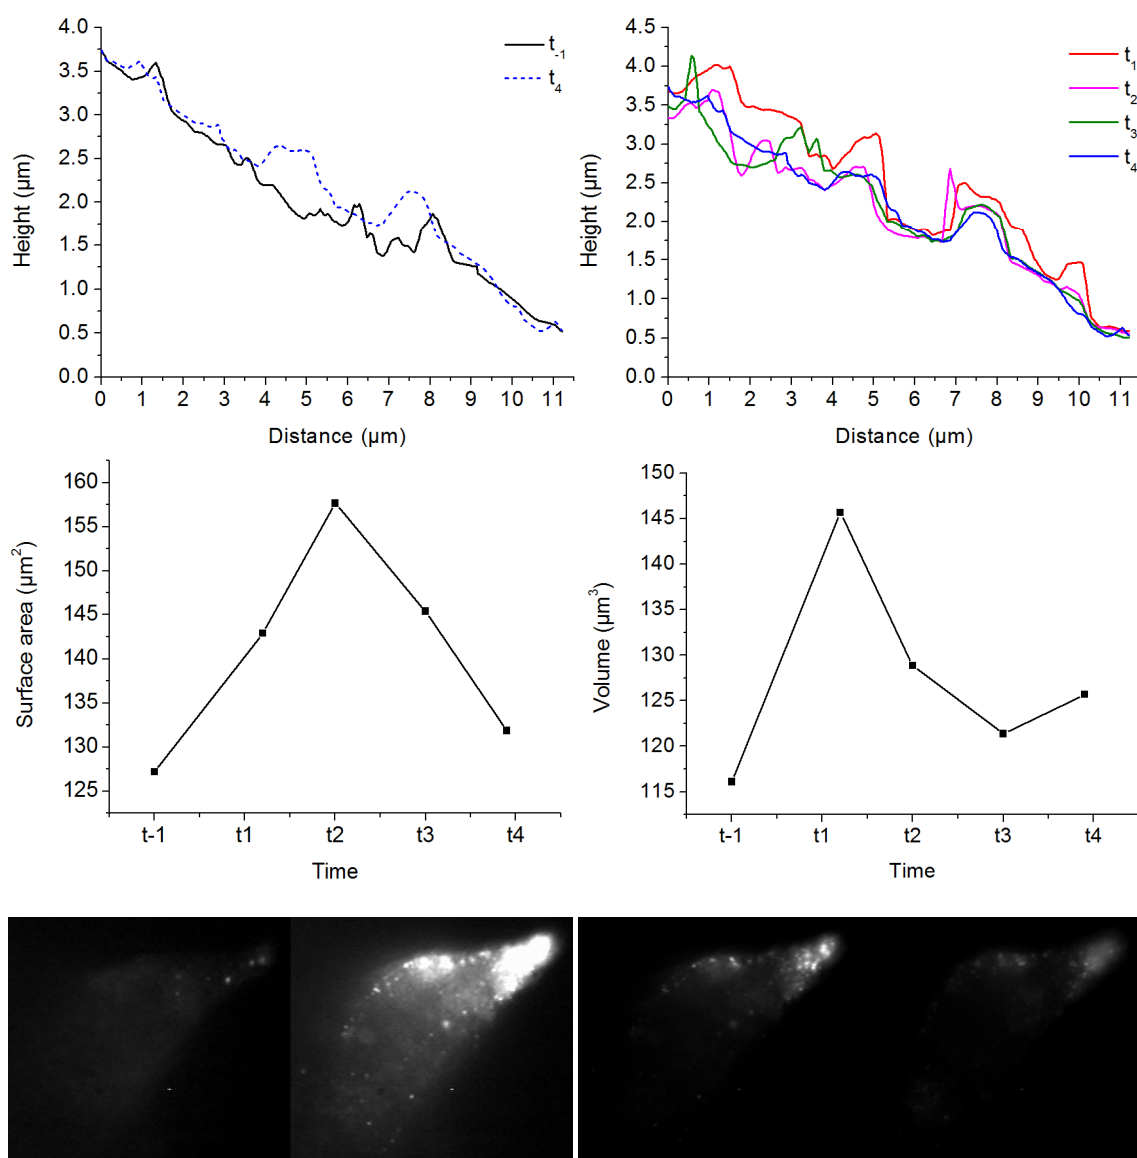 4.0
3.5
3.0
2.5
2.0
1.5
1.0
0.5
0.0
Height (µm)
t-1
t4
0 1 2 3 4 5 6 7 8 9 10 11
Distance (µm)
4.5
4.0
3.5
3.0
2.5
2.0
1.5
1.0
0.5
0.0
Height (µm)
t1
t2
t3
t4
0 1 2 3 4 5 6 7 8 9 10 11
Distance (µm)
160
155
150
145
140
135
130
125
Surface area (µm²)
t-1 t1 t2 t3 t4
Time
150
145
140
135
130
125
120
115
Volume (µm³)
t-1 t1 t2 t3 t4
Time